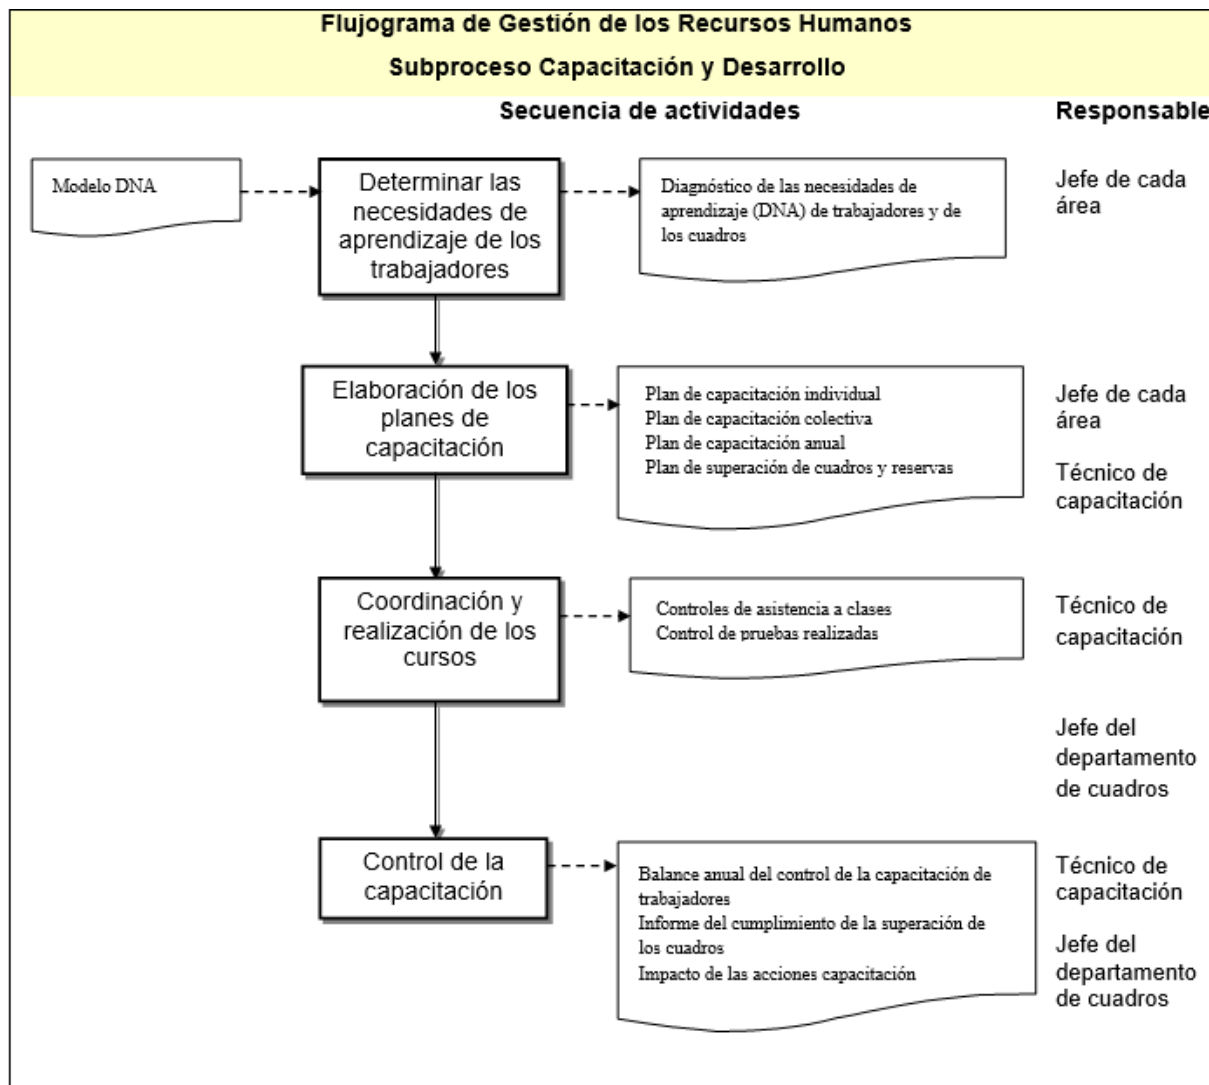 Flujograma de Gestión de los Recursos Humanos
Subproceso Capacitación y Desarrollo
Secuencia de actividades
Responsable
Modelo DNA
Determinar las
necesidades de
aprendizaje de los
trabajadores
Diagnóstico de las necesidades de
aprendizaje (DNA) de trabajadores y de
los cuadros
Jefe de cada
área
Elaboración de los
planes de
capacitación
Plan de capacitación individual
Plan de capacitación colectiva
Plan de capacitación anual
Plan de superación de cuadros y reservas
Jefe de cada
área
Técnico de
capacitación
Coordinación y
realización de los
cursos
Controles de asistencia a clases
Control de pruebas realizadas
Técnico de
capacitación
Jefe del
departamento
de cuadros
Control de la
capacitación
Balance anual del control de la capacitación de
trabajadores
Informe del cumplimiento de la superación de
los cuadros
Impacto de las acciones capacitación
Técnico de
capacitación
Jefe del
departamento
de cuadros